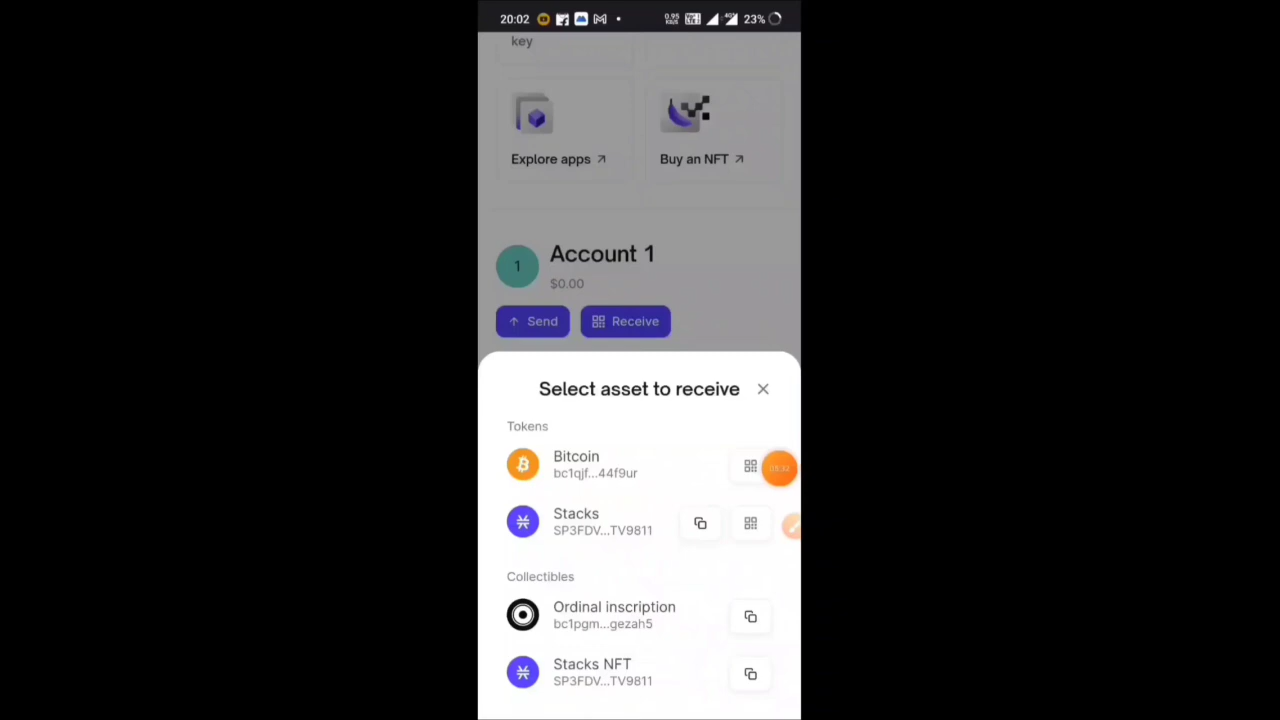 20:02
23%
key
Explore apps
Buy an NFT
1
Account 1
$0.00
Send
Receive
Select asset to receive
Tokens
Bitcoin
bc1qjf...44f9ur
Stacks
SP3FDV...TV9811
Collectibles
Ordinal inscription
bc1pgm...gezah5
Stacks NFT
SP3FDV...TV9811